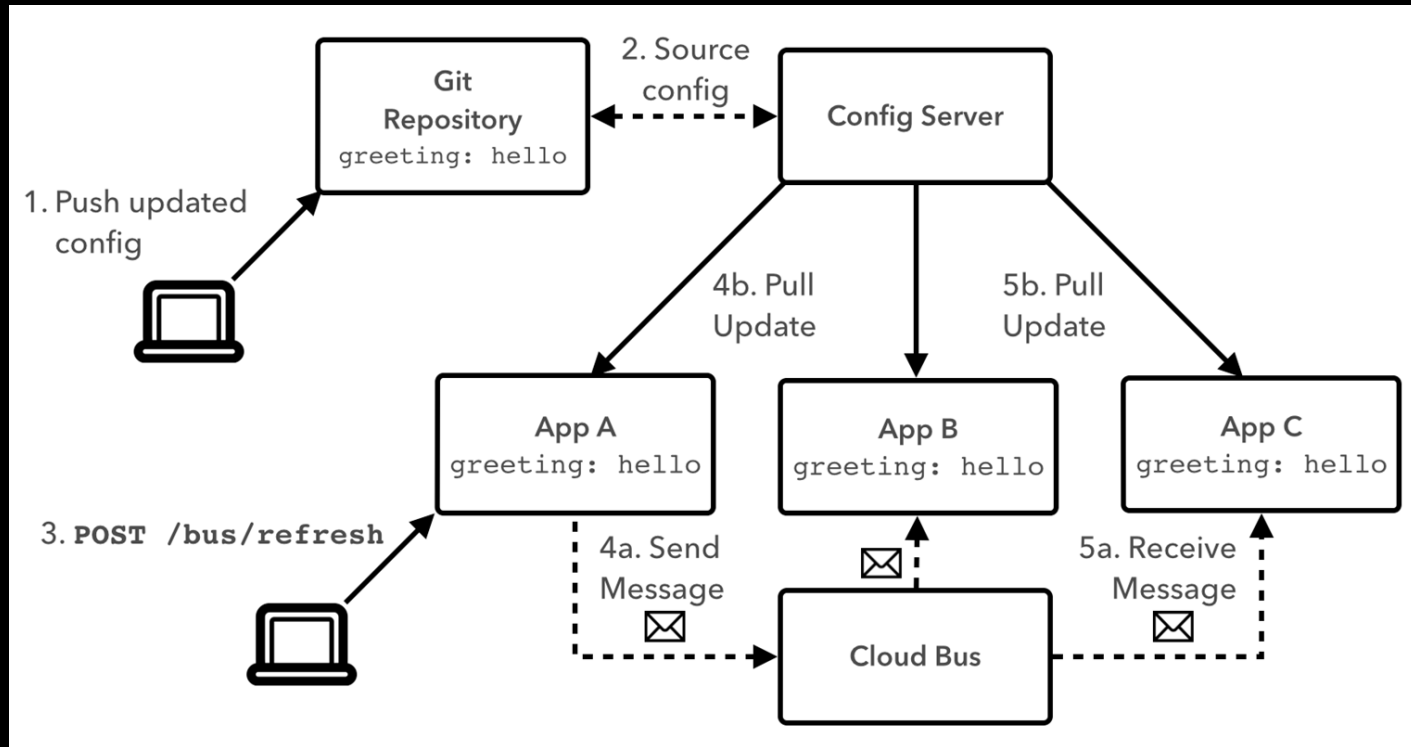 Git
Repository
greeting: hello
2. Source
config
Config Server
1. Push updated
config
4b. Pull
Update
5b. Pull
Update
App A
greeting: hello
App B
greeting: hello
App C
greeting: hello
3. POST /bus/refresh
4a. Send
Message
5a. Receive
Message
Cloud Bus